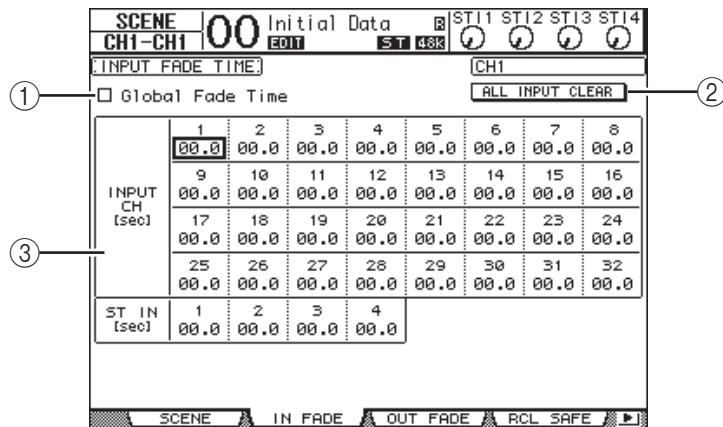 SCENE
CH1-CH1
00 Initial Data R
EDIT ST 48k
STI1 STI2 STI3 STI4
INPUT FADE TIME
CH1
① Global Fade Time
ALL INPUT CLEAR ②
1 2 3 4 5 6 7 8
00.0 00.0 00.0 00.0 00.0 00.0 00.0 00.0
9 10 11 12 13 14 15 16
00.0 00.0 00.0 00.0 00.0 00.0 00.0 00.0
INPUT
CH
[sec]
17 18 19 20 21 22 23 24
00.0 00.0 00.0 00.0 00.0 00.0 00.0 00.0
③
25 26 27 28 29 30 31 32
00.0 00.0 00.0 00.0 00.0 00.0 00.0 00.0
ST IN
[sec]
1 2 3 4
00.0 00.0 00.0 00.0
SCENE IN FADE OUT FADE RCL SAFE